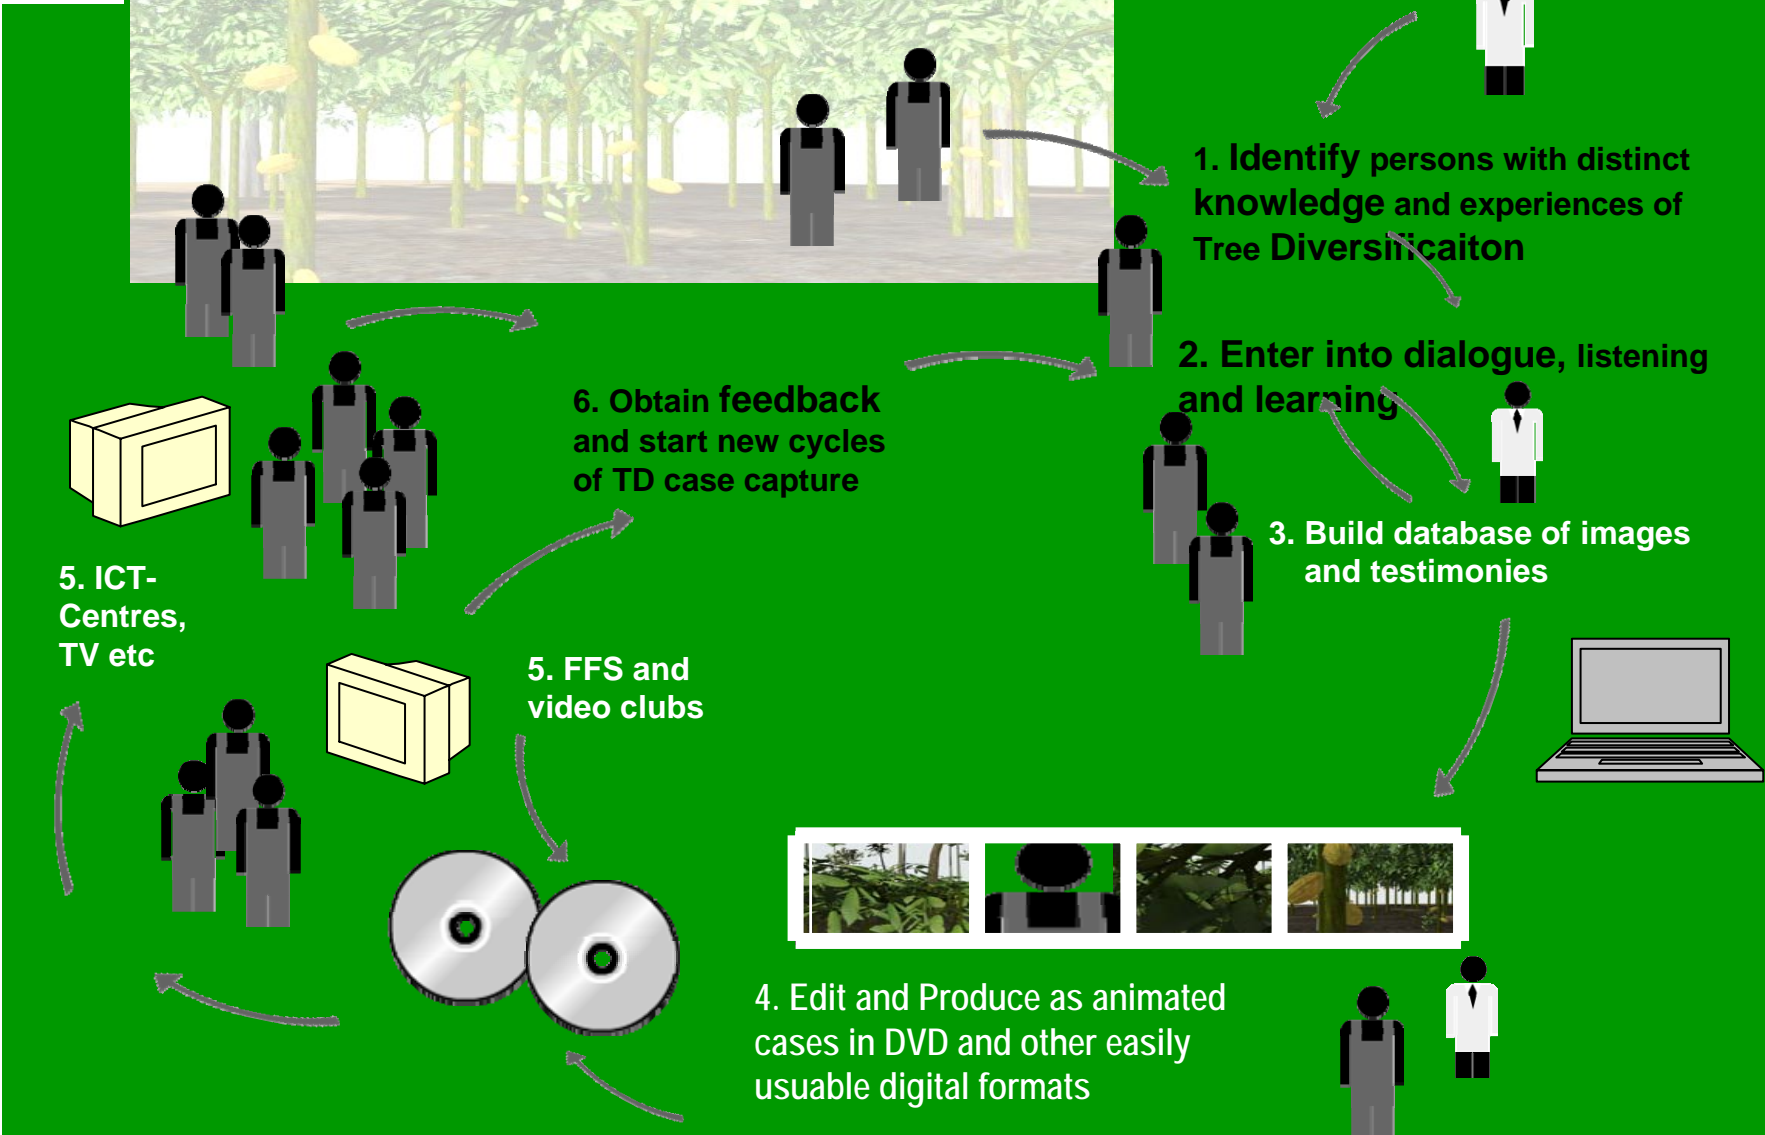 1. Identify persons with distinct
knowledge and experiences of
Tree Diversificaiton
2. Enter into dialogue, listening
and learning
3. Build database of images
and testimonies
4. Edit and Produce as animated
cases in DVD and other easily
usuable digital formats
5. FFS and
video clubs
5. ICT-
Centres,
TV etc
6. Obtain feedback
and start new cycles
of TD case capture